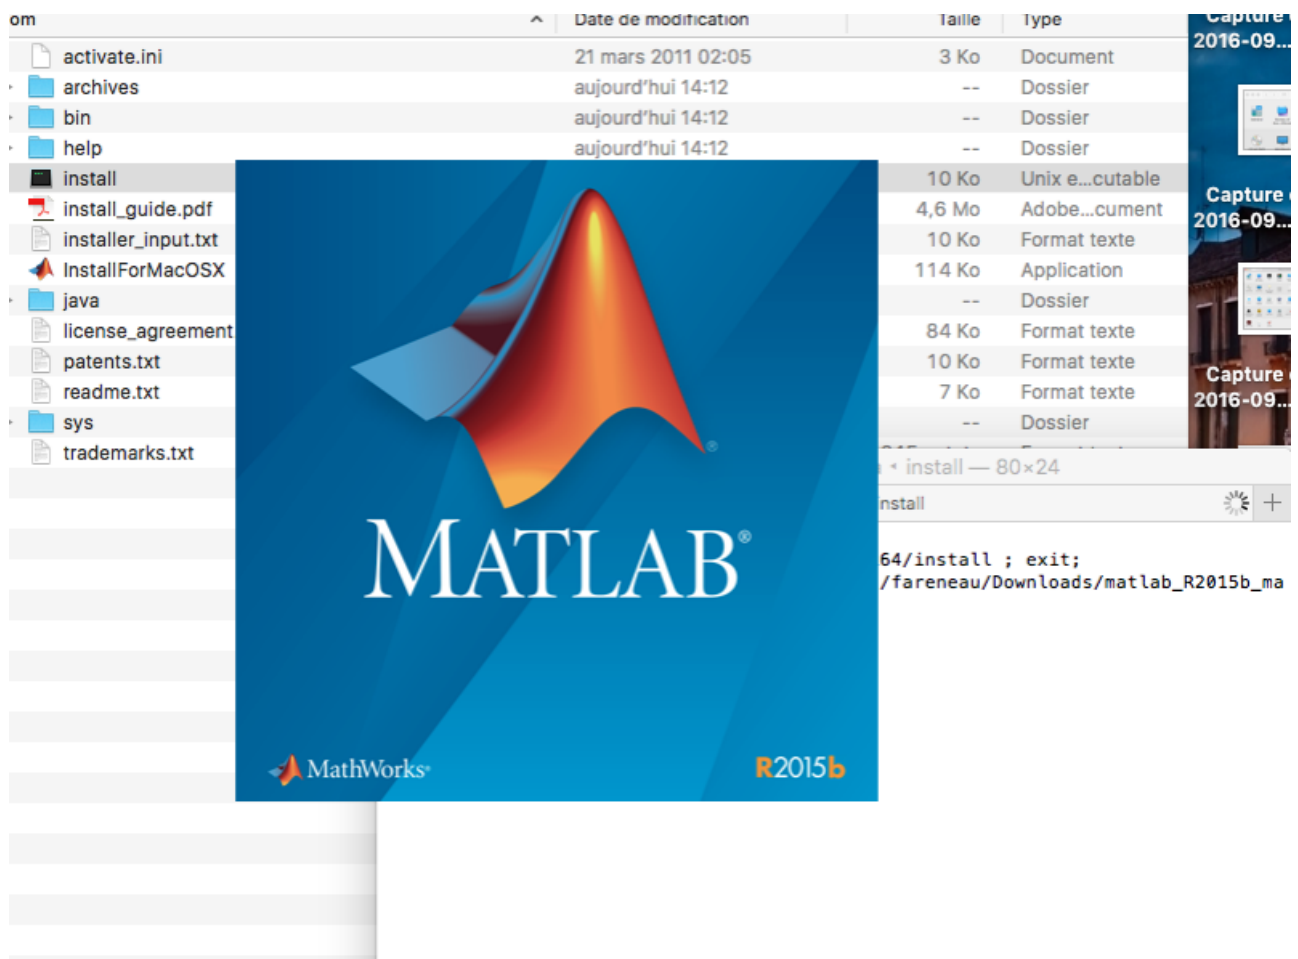 om Date de modification Taille Type
activate.ini 21 mars 2011 02:05 3 Ko Document
archives aujourd'hui 14:12 -- Dossier
bin aujourd'hui 14:12 -- Dossier
help aujourd'hui 14:12 -- Dossier
install 10 Ko Unix e...cutable
install_guide.pdf 4,6 Mo Adobe...cument
installer_input.txt 10 Ko Format texte
InstallForMacOSX 114 Ko Application
java -- Dossier
license_agreement 84 Ko Format texte
patents.txt 10 Ko Format texte
readme.txt 7 Ko Format texte
sys -- Dossier
trademarks.txt
Capture
2016-09...
Capture
2016-09...
Capture
2016-09...
MATLAB®
MathWorks®
R2015b
install — 80×24
nstall
64/install ; exit;
/fareneau/Downloads/matlab_R2015b_ma